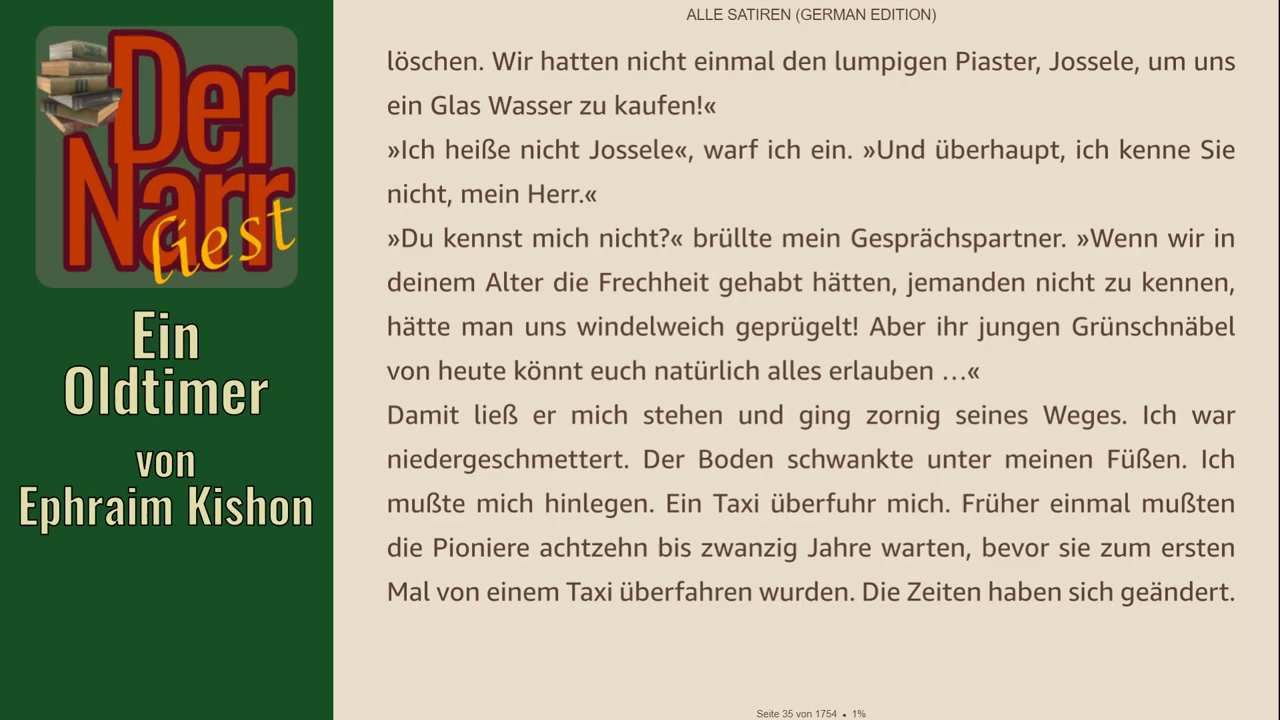 Der
Narr
liest
Ein
Oldtimer
von
Ephraim Kishon
ALLE SATIREN (GERMAN EDITION)
löschen. Wir hatten nicht einmal den lumpigen Piaster, Jossele, um uns
ein Glas Wasser zu kaufen!«
»Ich heiße nicht Jossele«, warf ich ein. »Und überhaupt, ich kenne Sie
nicht, mein Herr.«
»Du kennst mich nicht?« brüllte mein Gesprächspartner. »Wenn wir in
deinem Alter die Frechheit gehabt hätten, jemanden nicht zu kennen,
hätte man uns windelweich geprügelt! Aber ihr jungen Grünschnäbel
von heute könnt euch natürlich alles erlauben …«
Damit ließ er mich stehen und ging zornig seines Weges. Ich war
niedergeschmettert. Der Boden schwankte unter meinen Füßen. Ich
mußte mich hinlegen. Ein Taxi überfuhr mich. Früher einmal mußten
die Pioniere achtzehn bis zwanzig Jahre warten, bevor sie zum ersten
Mal von einem Taxi überfahren wurden. Die Zeiten haben sich geändert.
Seite 35 von 1754 • 1%